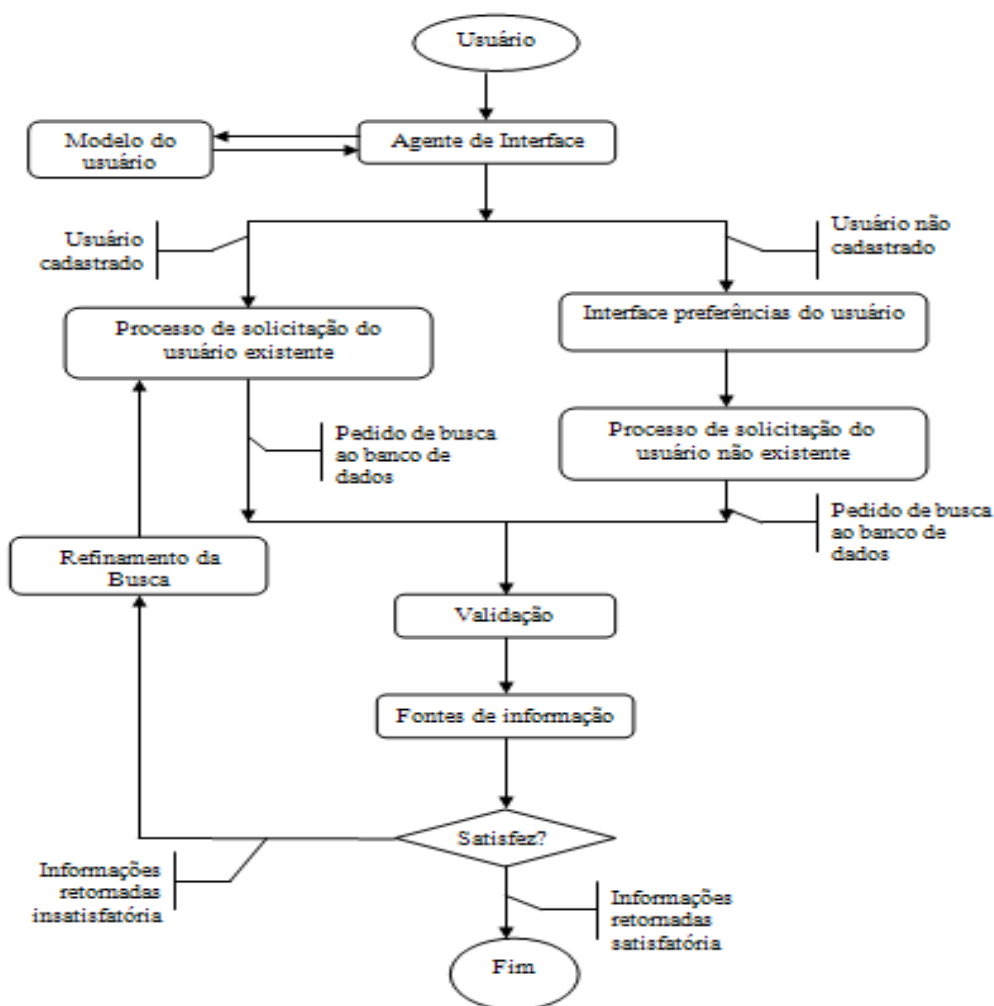 Usuário
Modelo do
usuário
Agente de Interface
Usuário
cadastrado
Usuário não
cadastrado
Processo de solicitação do
usuário existente
Interface preferências do usuário
Pedido de busca
ao banco de
dados
Processo de solicitação do
usuário não existente
Pedido de busca
ao banco de
dados
Refinamento da
Busca
Validação
Fontes de informação
Satisfez?
Informações
retornadas
insatisfatória
Informações
retornadas
satisfatória
Fim